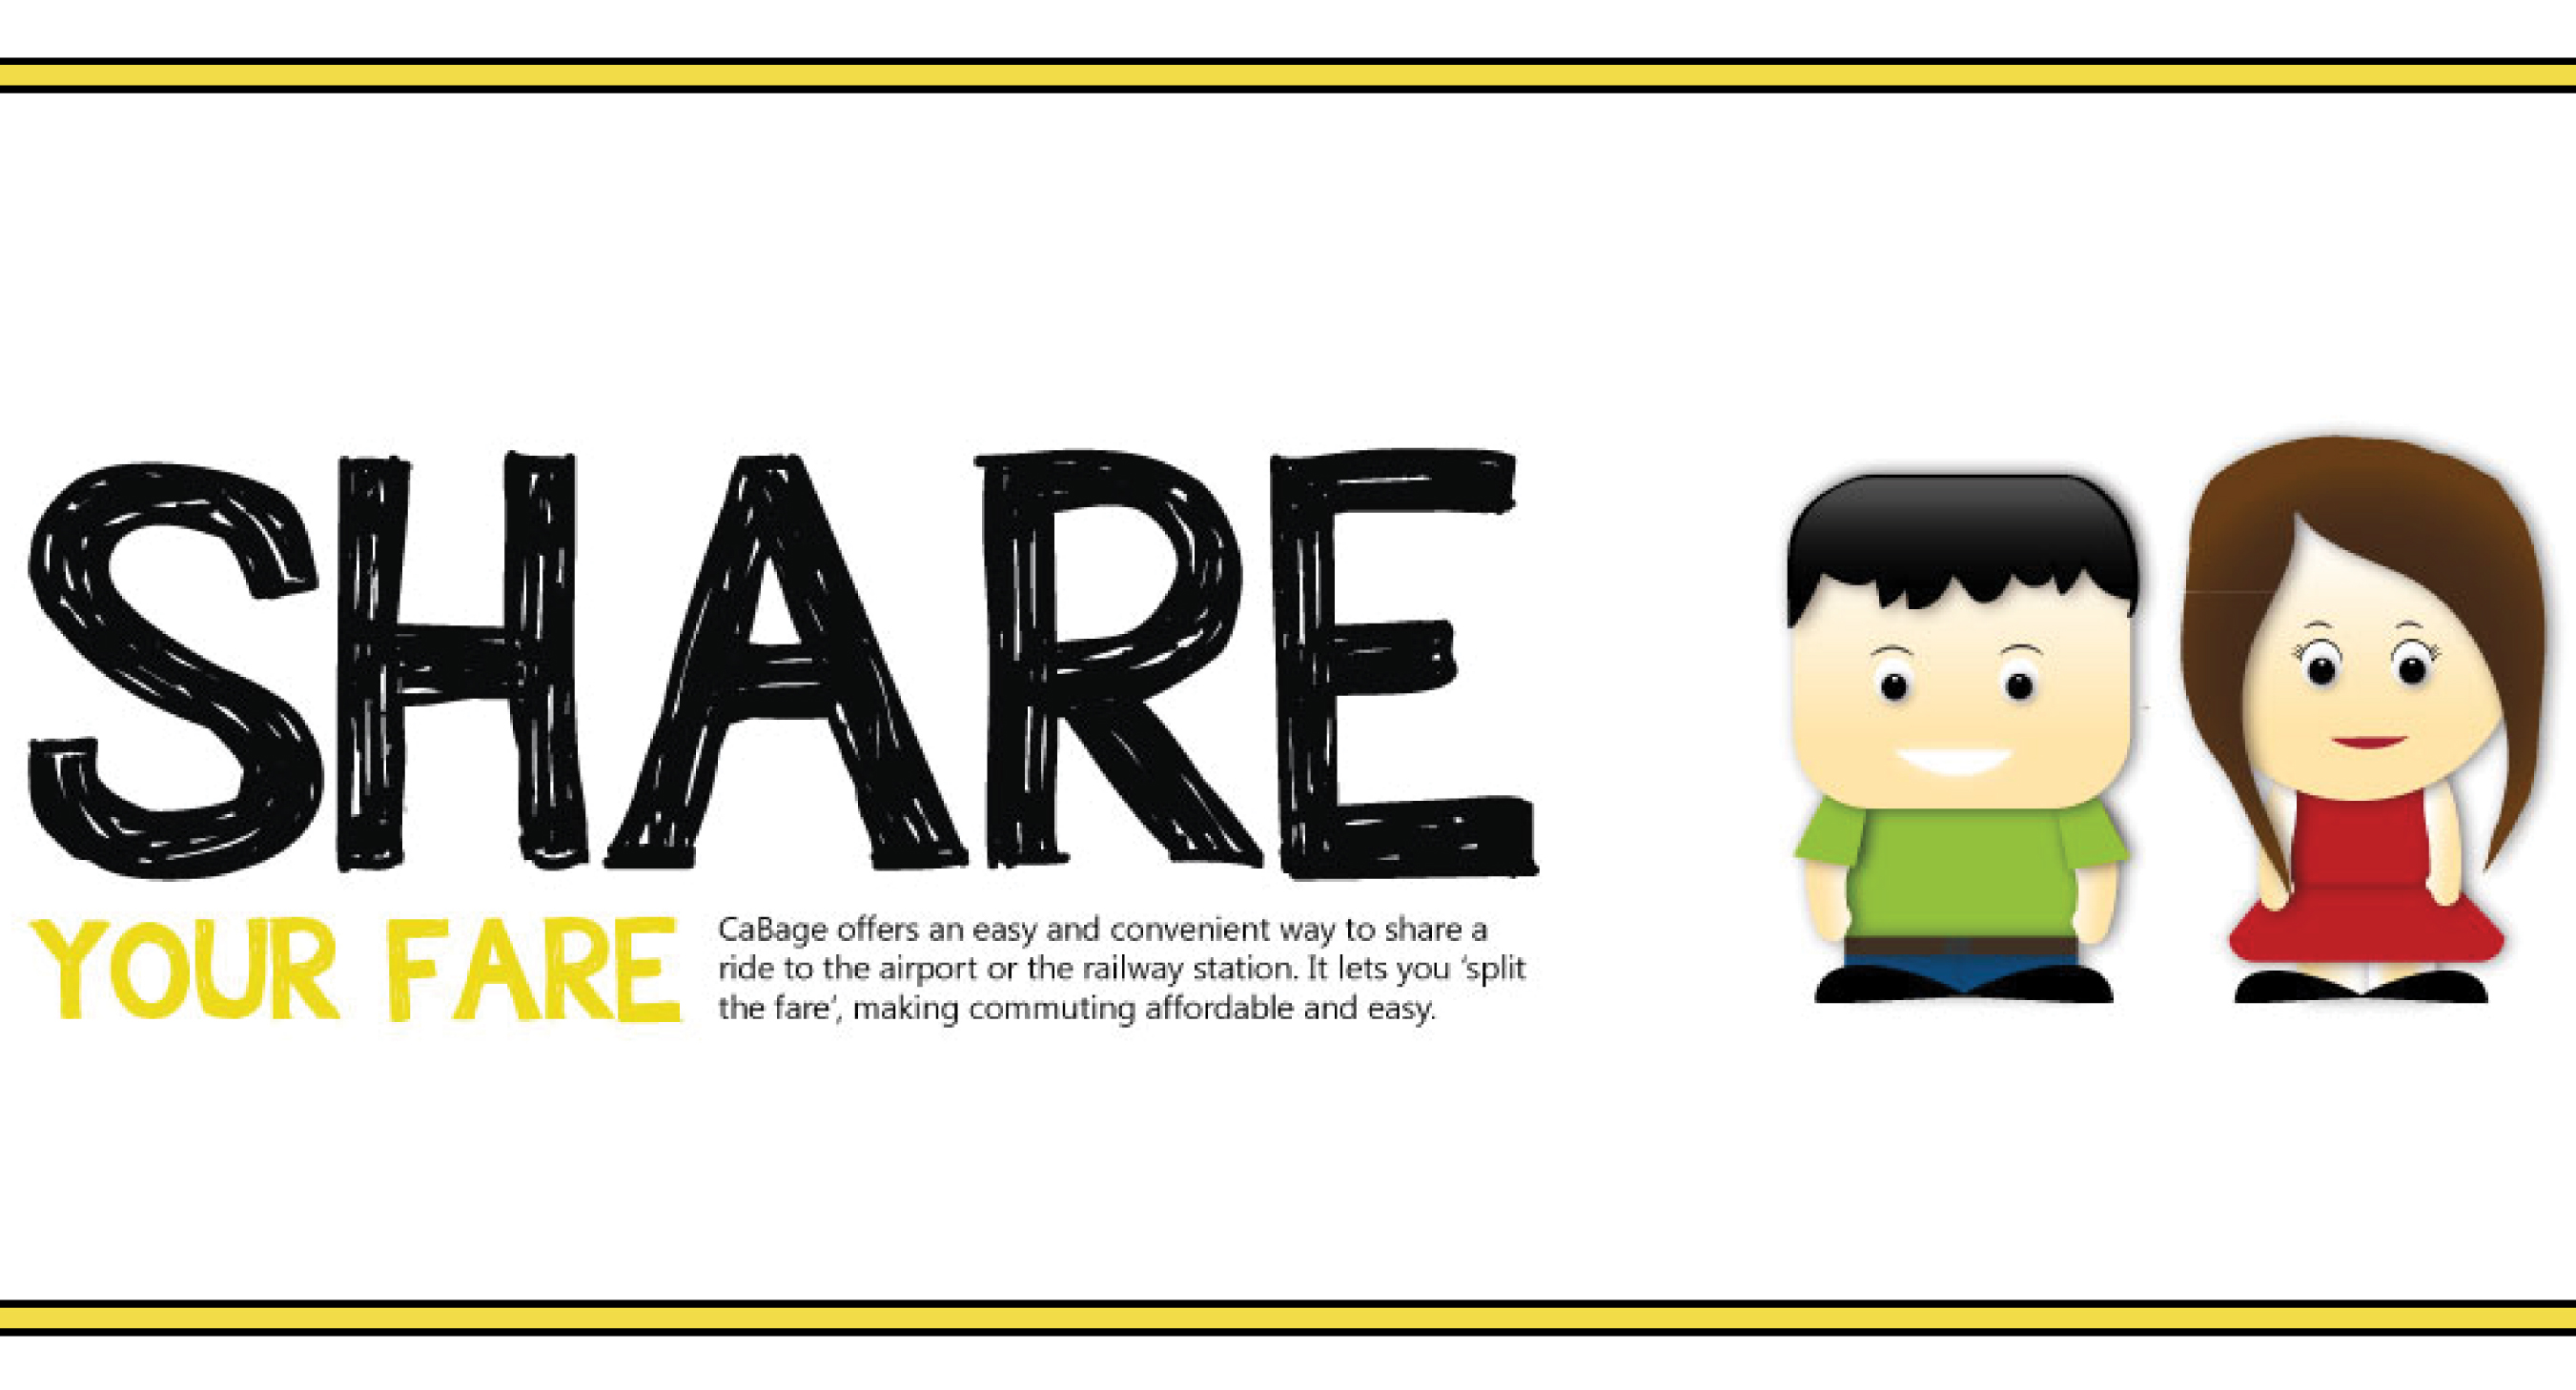 SHARE
YOUR FARE
CaBage offers an easy and convenient way to share a
ride to the airport or the railway station. It lets you ‘split
the fare’, making commuting affordable and easy.